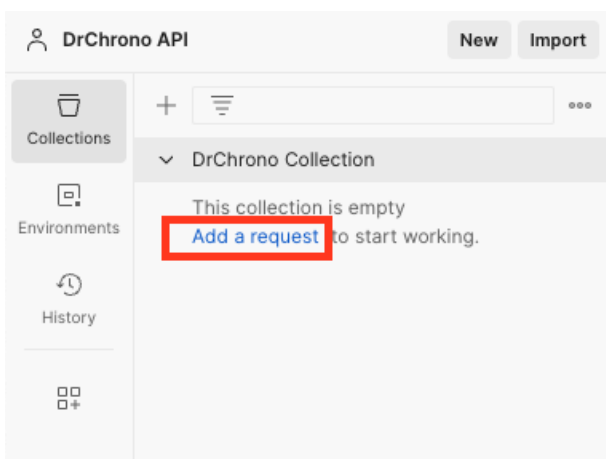 DrChrono API
New
Import
Collections
DrChrono Collection
This collection is empty
Add a request to start working.
Environments
History